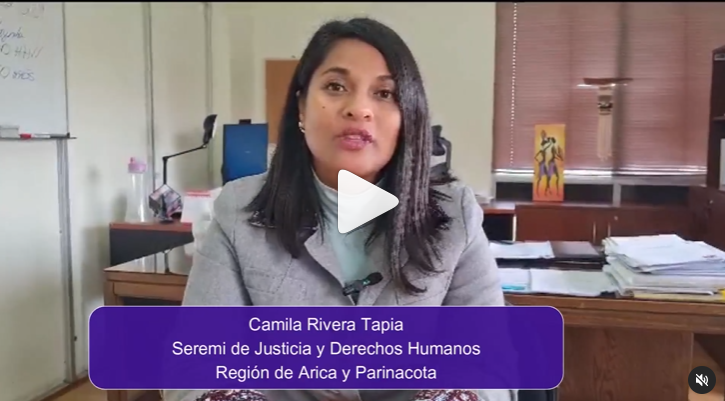 Camila Rivera Tapia
Seremi de Justicia y Derechos Humanos
Región de Arica y Parinacota